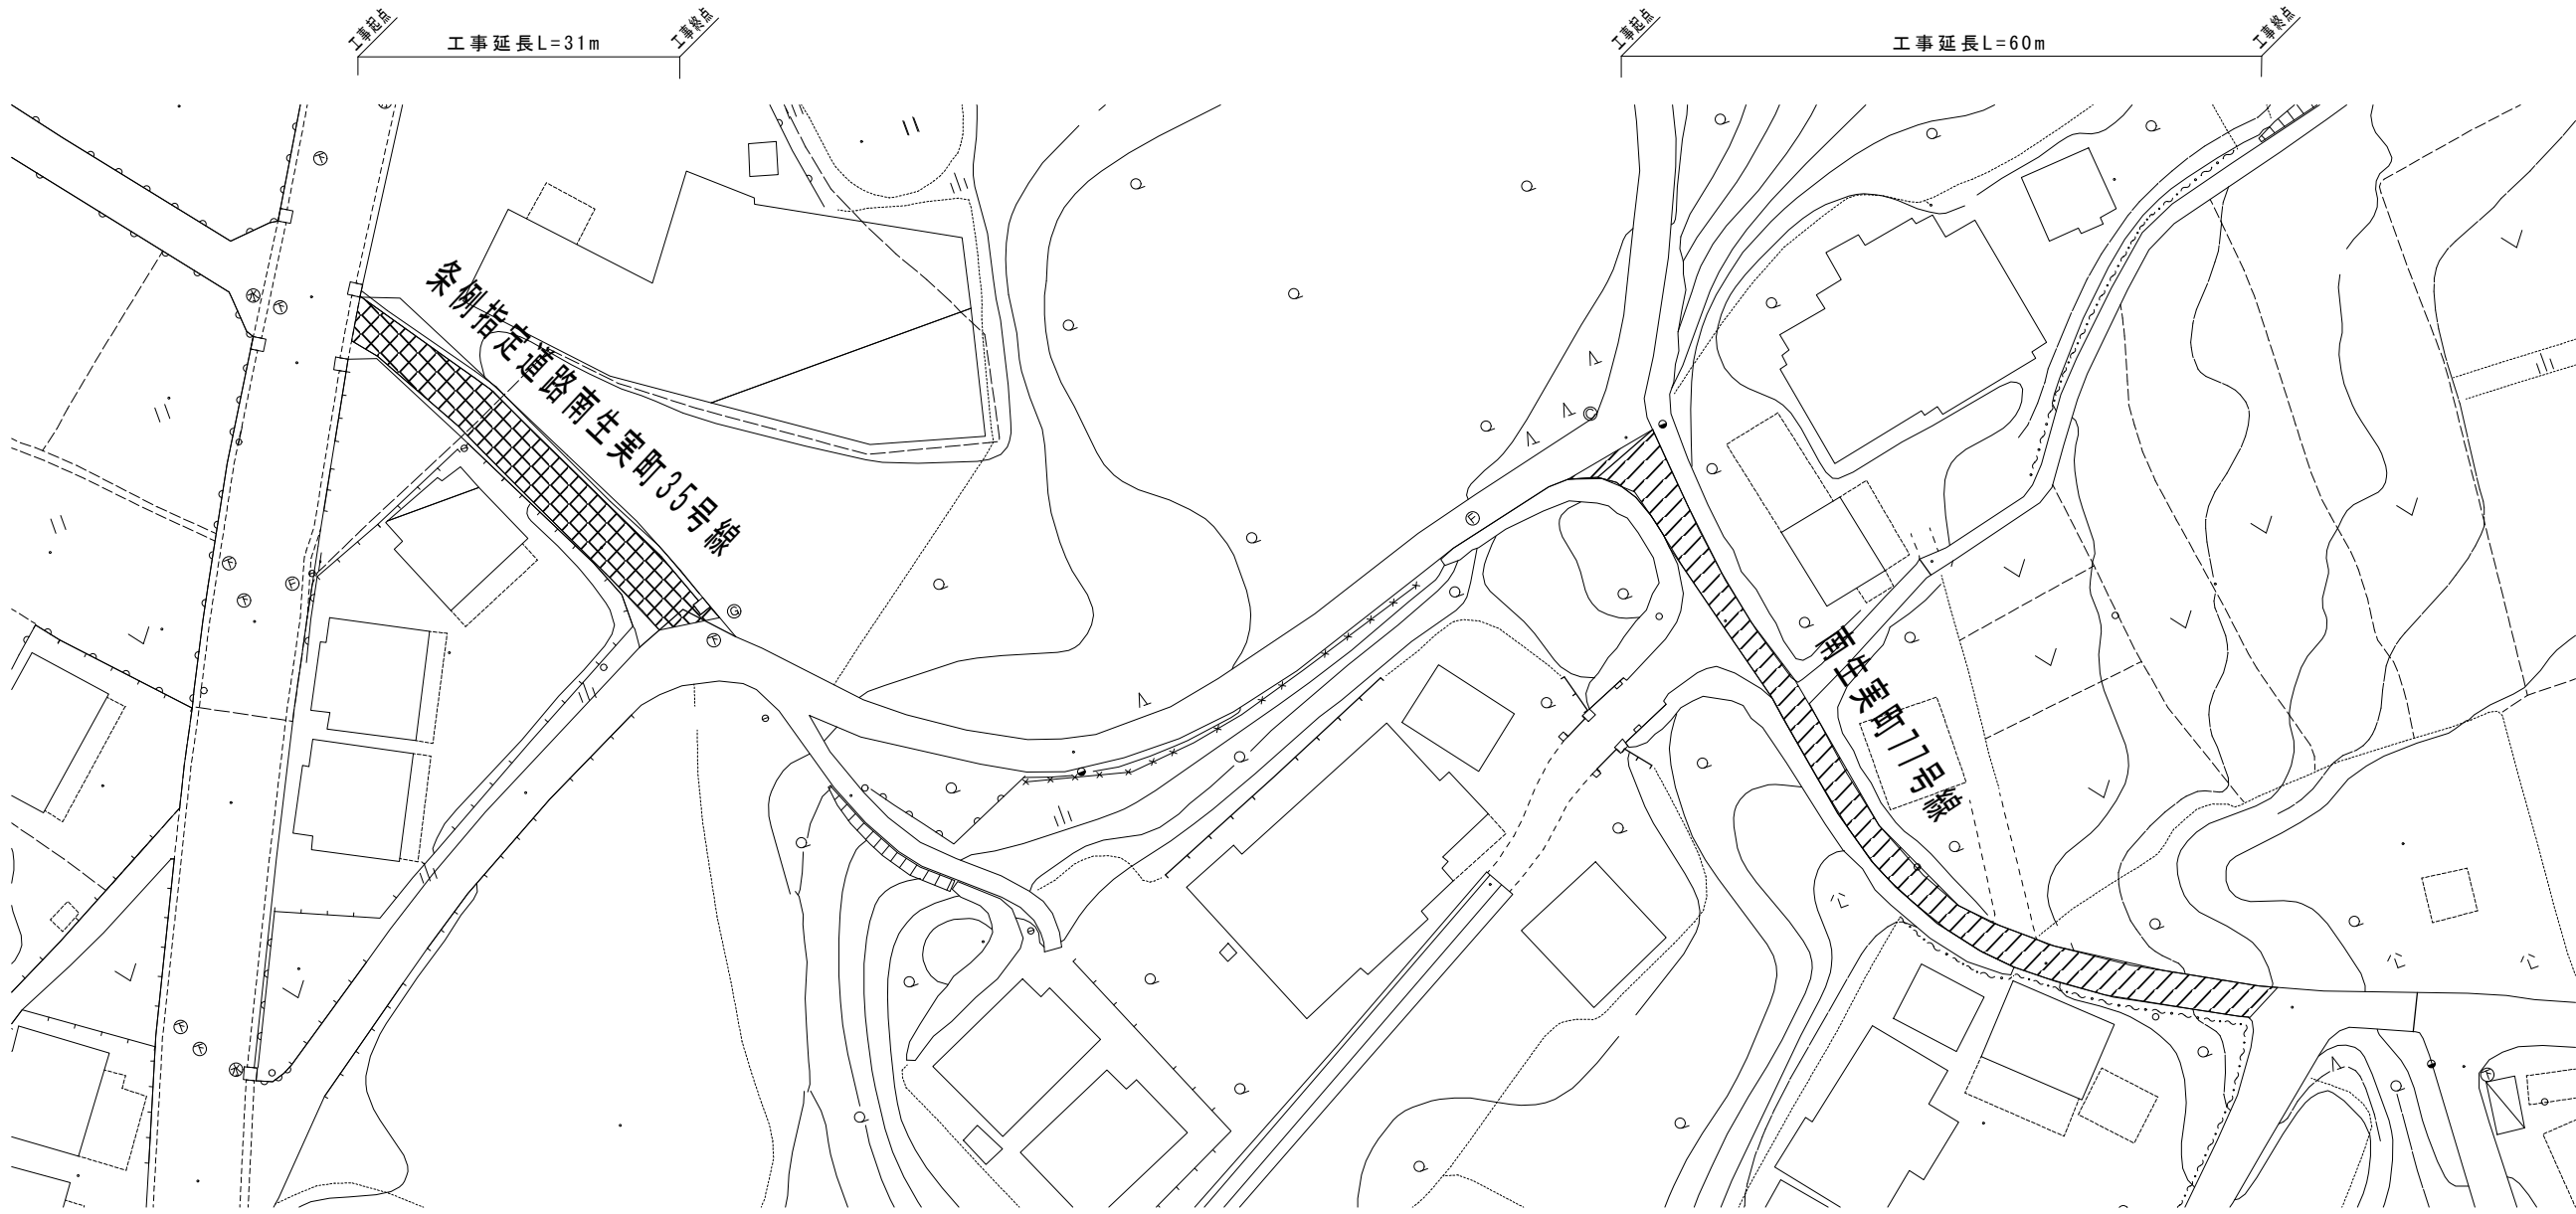 工事起点
工事延長L=31m
工事終点
工事起点
工事延長L=60m
工事終点
条例指定道路南生実町35号線
南生実町77号線